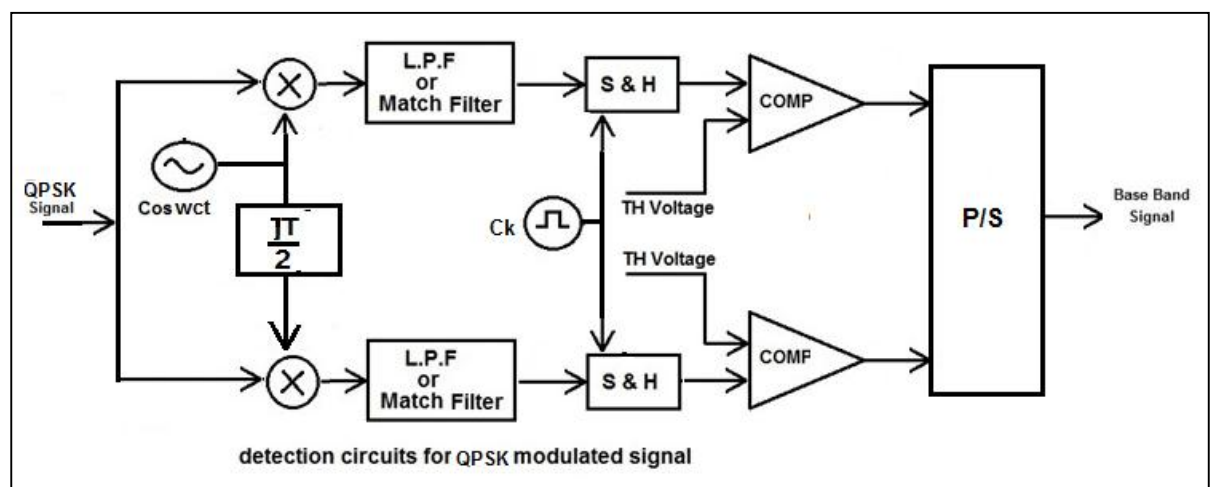 QPSK
Signal
Cos wct
π
2
L.P.F
or
Match Filter
S & H
COMP
TH Voltage
Ck
TH Voltage
P/S
Base Band
Signal
L.P.F
or
Match Filter
S & H
COMP
detection circuits for QPSK modulated signal